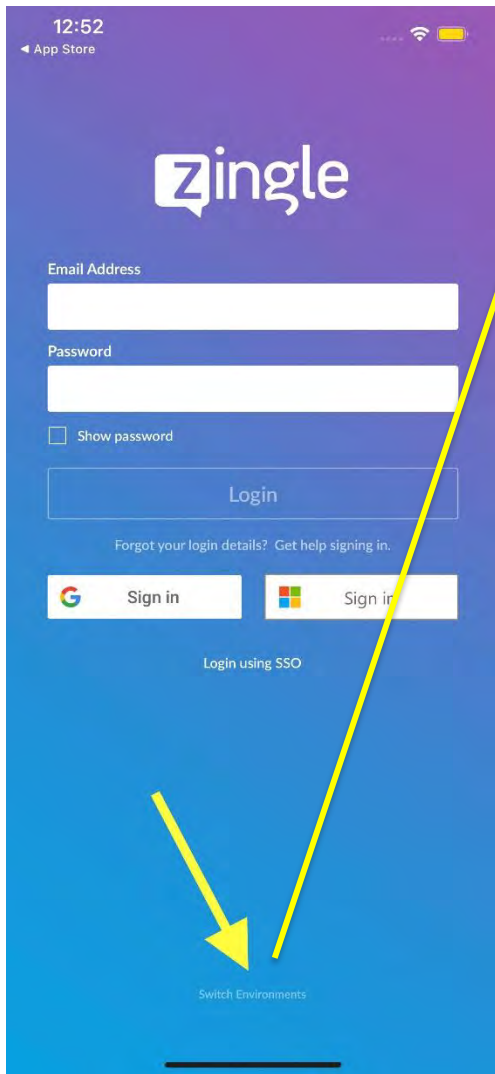 12:52
App Store
zingle
Email Address
Password
Show password
Login
Forgot your login details? Get help signing in.
Sign in
Sign in
Login using SSO
Switch Environments